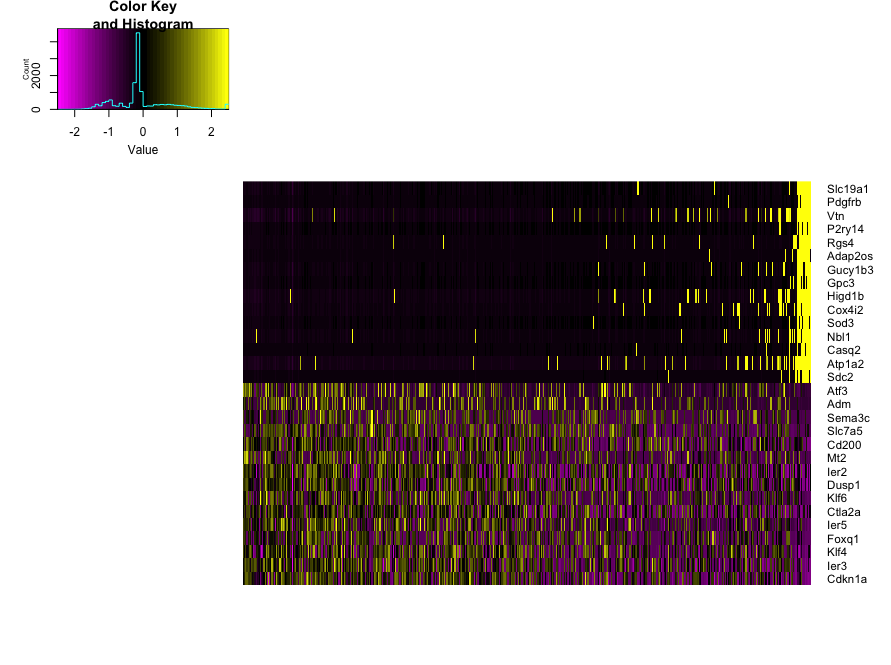 Color Key
and Histogram
Count
0
2000
-2 -1 0 1 2
Value
Slc19a1
Pdgfrb
Vtn
P2ry14
Rgs4
Adap2os
Gucy1b3
Gpc3
Higd1b
Cox4i2
Sod3
Nbl1
Casq2
Atp1a2
Sdc2
Atf3
Adm
Sema3c
Slc7a5
Cd200
Mt2
Ier2
Dusp1
Klf6
Ctla2a
Ier5
Foxq1
Klf4
Ier3
Cdkn1a